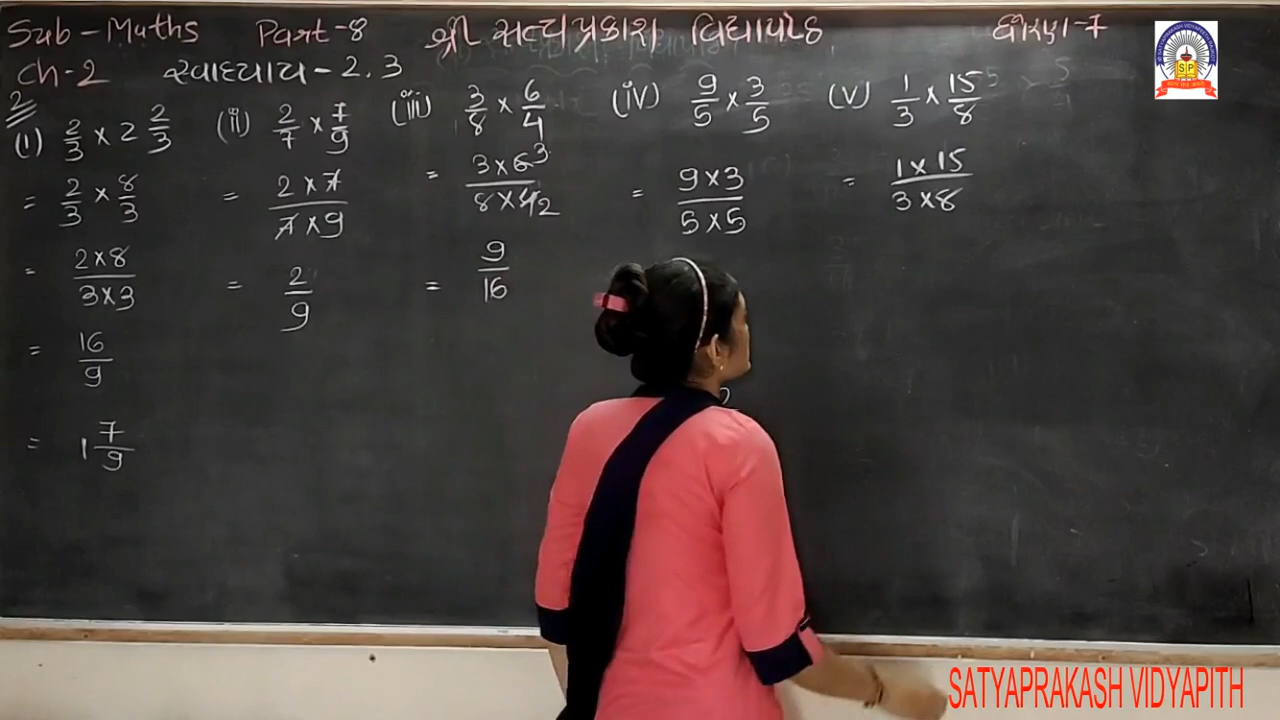 Sub - Maths Part-8 શ્રી સત્યપ્રકાશ વિદ્યાપીઠ ધોરણ-7
Ch-2 સ્વાધ્યાય - 2.3
2
(i) 2/3 × 2 2/3
= 2/3 × 8/3
= 2×8 / 3×3
= 16/9
= 1 7/9
(ii) 2/7 × 7/9
= 2×7 / 7×9
= 2/9
(iii) 3/8 × 6/4
= 3×6 3 / 8×4 2
= 9/16
(iv) 9/5 × 3/5
= 9×3 / 5×5
(v) 1/3 × 15/8
= 1×15 / 3×8
SP
SATYAPRAKASH VIDYAPITH